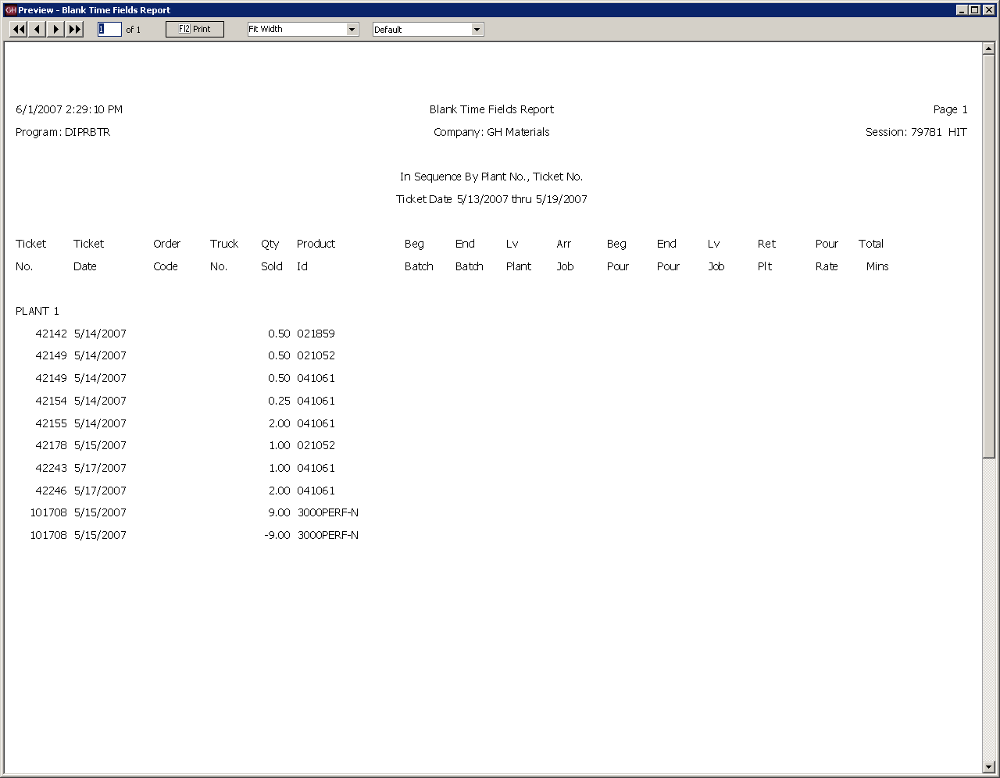 GH Preview - Blank Time Fields Report
1 of 1 F12 Print Fit Width Default
6/1/2007 2:29:10 PM Blank Time Fields Report Page 1
Program: DIPRBTR Company: GH Materials Session: 79781 HIT
In Sequence By Plant No., Ticket No.
Ticket Date 5/13/2007 thru 5/19/2007
Ticket Ticket Order Truck Qty Product Beg End Lv Arr Beg End Lv Ret Pour Total
No. Date Code No. Sold Id Batch Batch Plant Job Pour Pour Job Plt Rate Mins
PLANT 1
42142 5/14/2007 0.50 021859
42149 5/14/2007 0.50 021052
42149 5/14/2007 0.50 041061
42154 5/14/2007 0.25 041061
42155 5/14/2007 2.00 041061
42178 5/15/2007 1.00 021052
42243 5/17/2007 1.00 041061
42246 5/17/2007 2.00 041061
101708 5/15/2007 9.00 3000PERF-N
101708 5/15/2007 -9.00 3000PERF-N